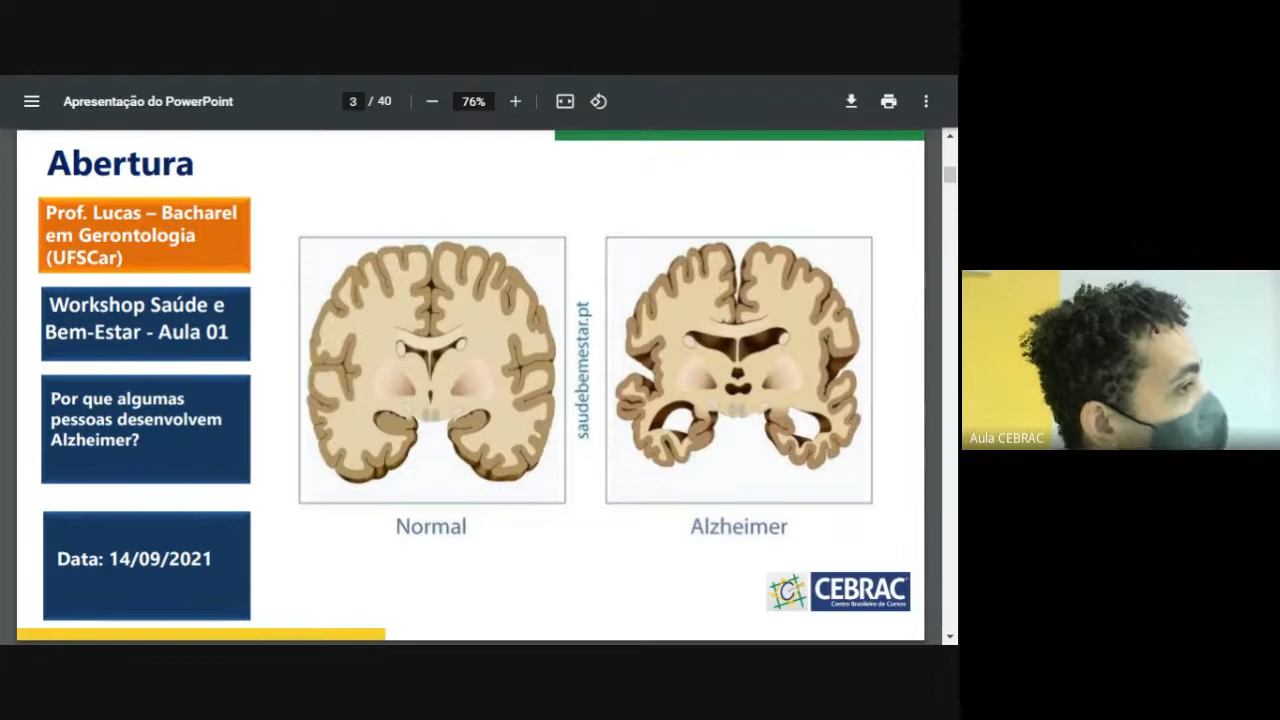 Apresentação do PowerPoint
3 / 40
76%
Abertura
Prof. Lucas – Bacharel
em Gerontologia
(UFSCar)
Workshop Saúde e
Bem-Estar - Aula 01
Por que algumas
pessoas desenvolvem
Alzheimer?
Data: 14/09/2021
saudebemestar.pt
Normal
Alzheimer
C
CEBRAC
Centro Brasileiro de Cursos
Aula CEBRAC